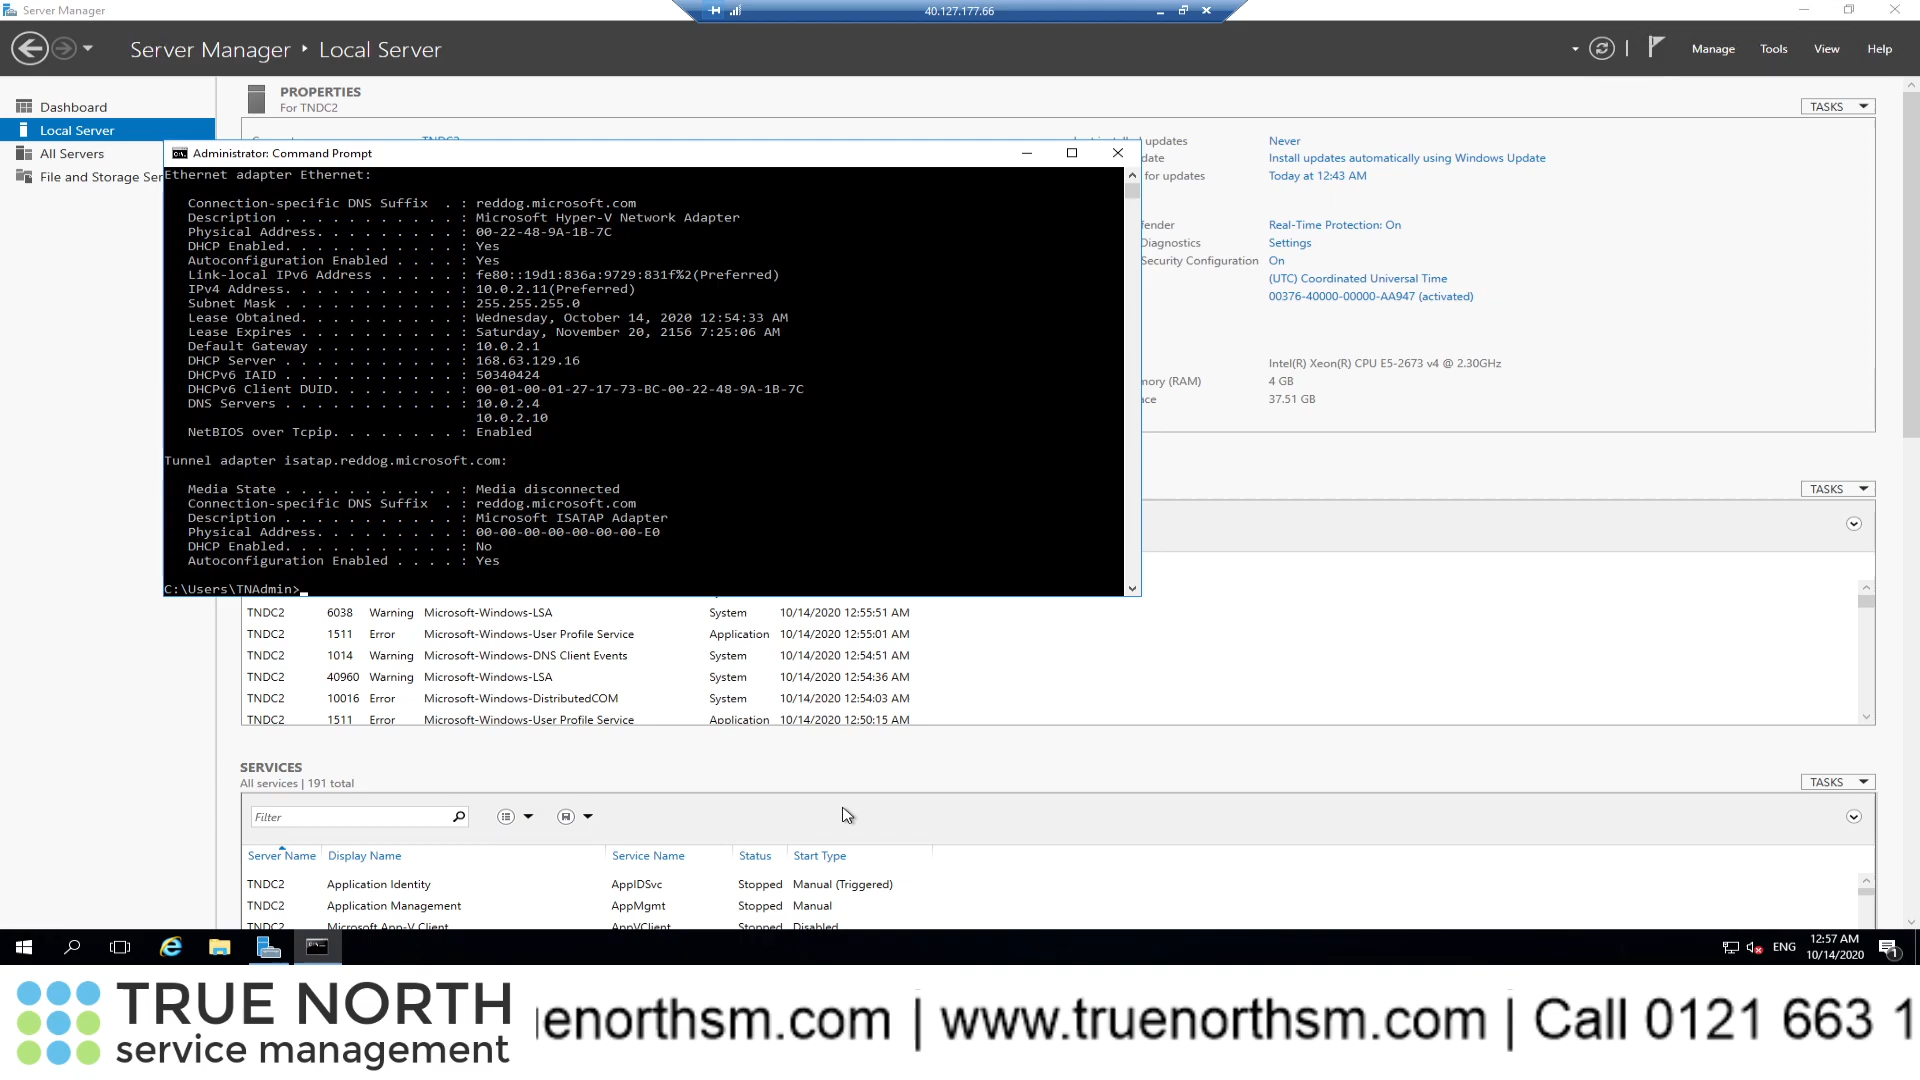 Server Manager
40.127.177.66
Server Manager ‣ Local Server
Manage Tools View Help
Dashboard
Local Server
All Servers
File and Storage Ser
PROPERTIES
For TNDC2
TASKS
TNDC2
updates Never
date Install updates automatically using Windows Update
for updates Today at 12:43 AM
fender Real-Time Protection: On
Diagnostics Settings
Security Configuration On
(UTC) Coordinated Universal Time
00376-40000-00000-AA947 (activated)
Intel(R) Xeon(R) CPU E5-2673 v4 @ 2.30GHz
nory (RAM) 4 GB
ace 37.51 GB
TASKS
Administrator: Command Prompt
Ethernet adapter Ethernet:
Connection-specific DNS Suffix . : reddog.microsoft.com
Description . . . . . . . . . . . : Microsoft Hyper-V Network Adapter
Physical Address. . . . . . . . . : 00-22-48-9A-1B-7C
DHCP Enabled. . . . . . . . . . . : Yes
Autoconfiguration Enabled . . . . : Yes
Link-local IPv6 Address . . . . . : fe80::19d1:836a:9729:831f%2(Preferred)
IPv4 Address. . . . . . . . . . . : 10.0.2.11(Preferred)
Subnet Mask . . . . . . . . . . . : 255.255.255.0
Lease Obtained. . . . . . . . . . : Wednesday, October 14, 2020 12:54:33 AM
Lease Expires . . . . . . . . . . : Saturday, November 20, 2156 7:25:06 AM
Default Gateway . . . . . . . . . : 10.0.2.1
DHCP Server . . . . . . . . . . . : 168.63.129.16
DHCPv6 IAID . . . . . . . . . . . : 50340424
DHCPv6 Client DUID. . . . . . . . : 00-01-00-01-27-17-73-BC-00-22-48-9A-1B-7C
DNS Servers . . . . . . . . . . . : 10.0.2.4
10.0.2.10
NetBIOS over Tcpip. . . . . . . . : Enabled
Tunnel adapter isatap.reddog.microsoft.com:
Media State . . . . . . . . . . . : Media disconnected
Connection-specific DNS Suffix . : reddog.microsoft.com
Description . . . . . . . . . . . : Microsoft ISATAP Adapter
Physical Address. . . . . . . . . : 00-00-00-00-00-00-00-E0
DHCP Enabled. . . . . . . . . . . : No
Autoconfiguration Enabled . . . . : Yes
C:\Users\TNAdmin>
TNDC2 6038 Warning Microsoft-Windows-LSA System 10/14/2020 12:55:51 AM
TNDC2 1511 Error Microsoft-Windows-User Profile Service Application 10/14/2020 12:55:01 AM
TNDC2 1014 Warning Microsoft-Windows-DNS Client Events System 10/14/2020 12:54:51 AM
TNDC2 40960 Warning Microsoft-Windows-LSA System 10/14/2020 12:54:36 AM
TNDC2 10016 Error Microsoft-Windows-DistributedCOM System 10/14/2020 12:54:03 AM
TNDC2 1511 Error Microsoft-Windows-User Profile Service Application 10/14/2020 12:50:15 AM
SERVICES
All services | 191 total
TASKS
Filter
Server Name Display Name Service Name Status Start Type
TNDC2 Application Identity AppIDSvc Stopped Manual (Triggered)
TNDC2 Application Management AppMgmt Stopped Manual
TNDC2 Microsoft App-V Client AppVClient Stopped Disabled
ENG
12:57 AM
10/14/2020
1
TRUE NORTH
service management
enorthsm.com | www.truenorthsm.com | Call 0121 663 1